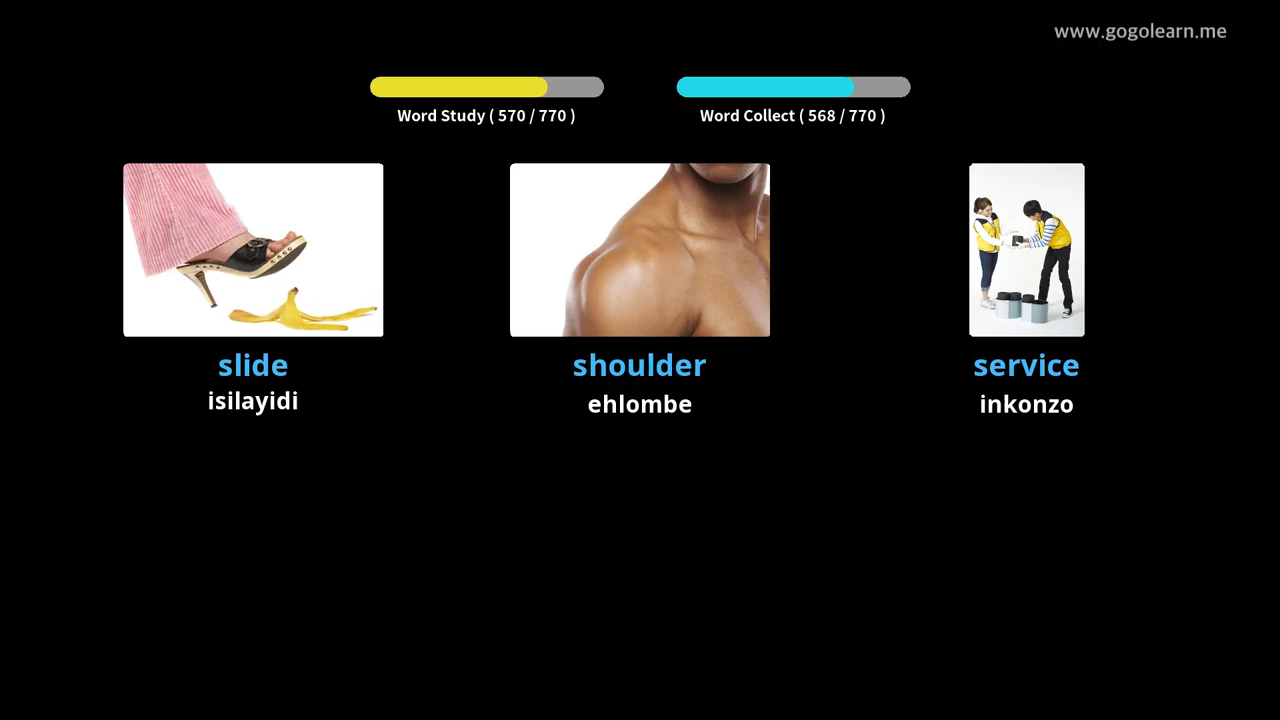 www.gogolearn.me
Word Study ( 570 / 770 )
Word Collect ( 568 / 770 )
slide
isilayidi
shoulder
ehlombe
service
inkonzo